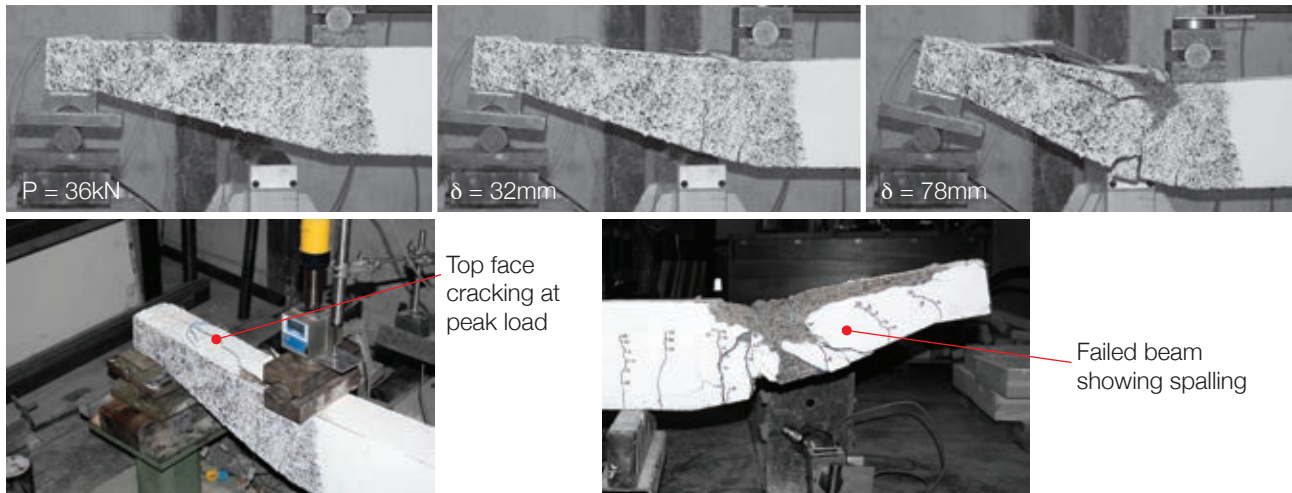 P = 36kN
δ = 32mm
δ = 78mm
Top face
cracking at
peak load
Failed beam
showing spalling